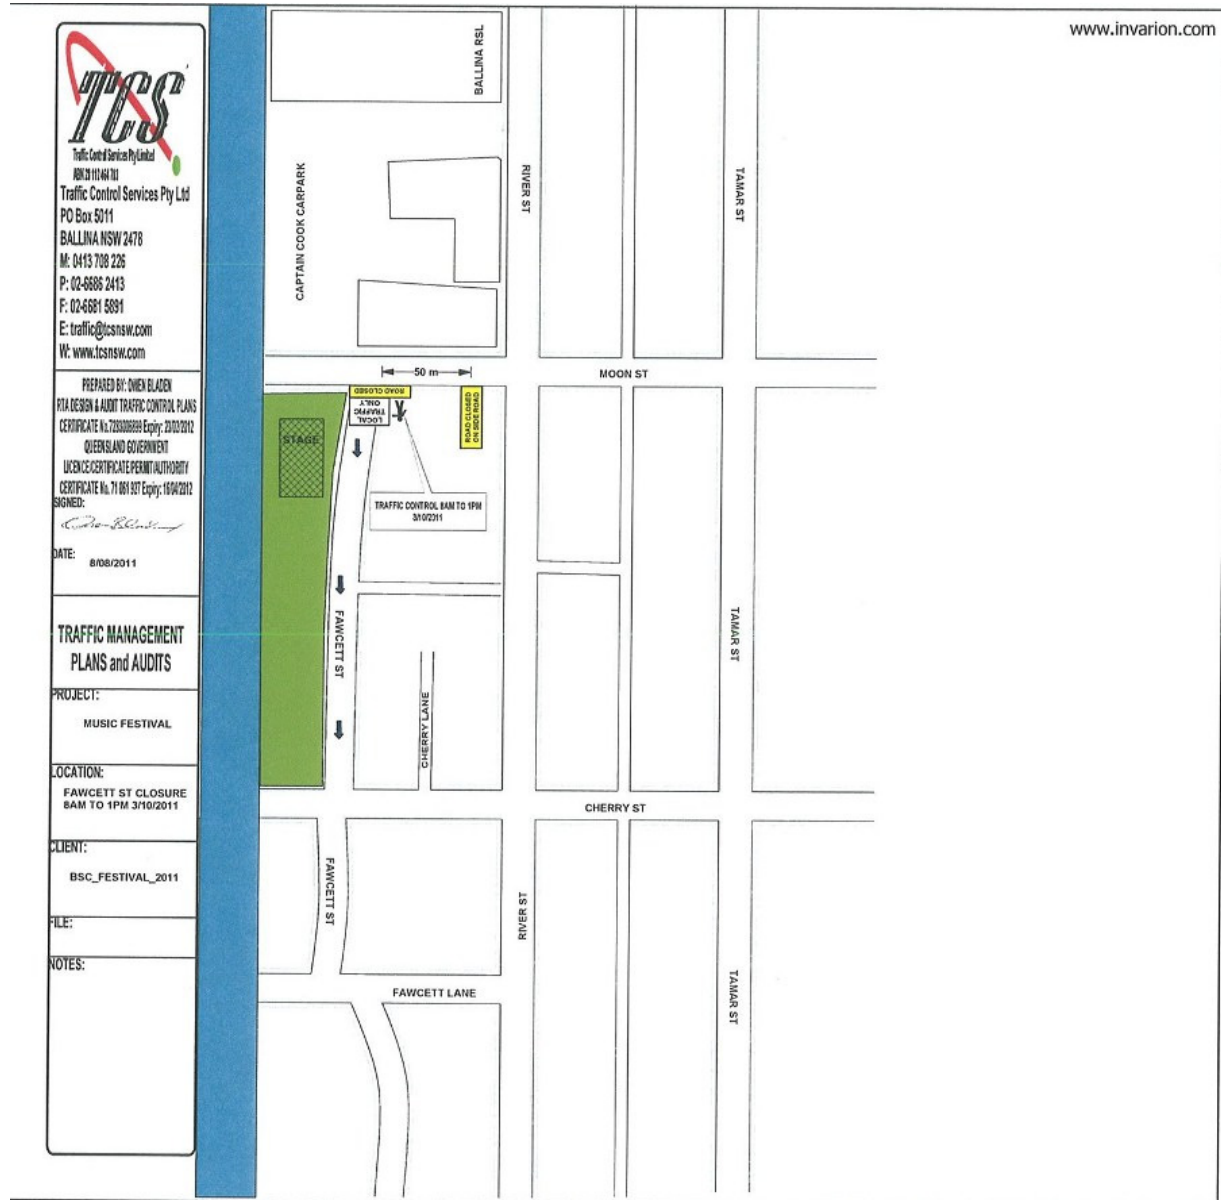 www.invarion.com
TCS
Traffic Control Services Pty Limited
Traffic Control Services Pty Ltd
PO Box 5011
BALLINA NSW 2478
M: 0413 708 226
P: 02-6686 2413
F: 02-6681 5891
E: traffic@tcsnsw.com
W: www.tcsnsw.com
PREPARED BY: OWEN BLADEN
RTA DESIGN & AUDIT TRAFFIC CONTROL PLANS
QUEENSLAND GOVERNMENT
LICENCE/CERTIFICATE/PERMIT/AUTHORITY
SIGNED:
DATE:
8/08/2011
TRAFFIC MANAGEMENT
PLANS and AUDITS
PROJECT:
MUSIC FESTIVAL
LOCATION:
FAWCETT ST CLOSURE
8AM TO 1PM 3/10/2011
CLIENT:
BSC_FESTIVAL_2011
FILE:
NOTES:
BALLINA RSL
CAPTAIN COOK CARPARK
RIVER ST
TAMAR ST
50 m
MOON ST
ROAD CLOSED
LOCAL
TRAFFIC
ONLY
ROAD CLOSED
ON SIDE ROAD
STAGE
TRAFFIC CONTROL 8AM TO 1PM
3/10/2011
FAWCETT ST
CHERRY LANE
TAMAR ST
CHERRY ST
FAWCETT ST
RIVER ST
FAWCETT LANE
TAMAR ST